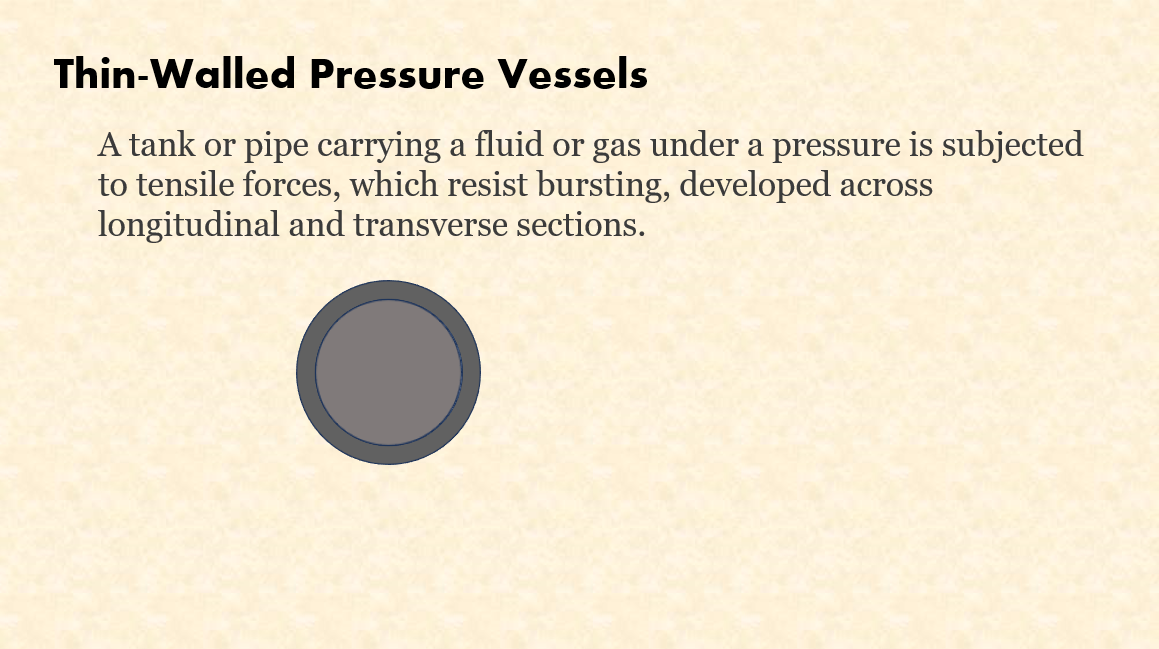 Thin-Walled Pressure Vessels
A tank or pipe carrying a fluid or gas under a pressure is subjected
to tensile forces, which resist bursting, developed across
longitudinal and transverse sections.